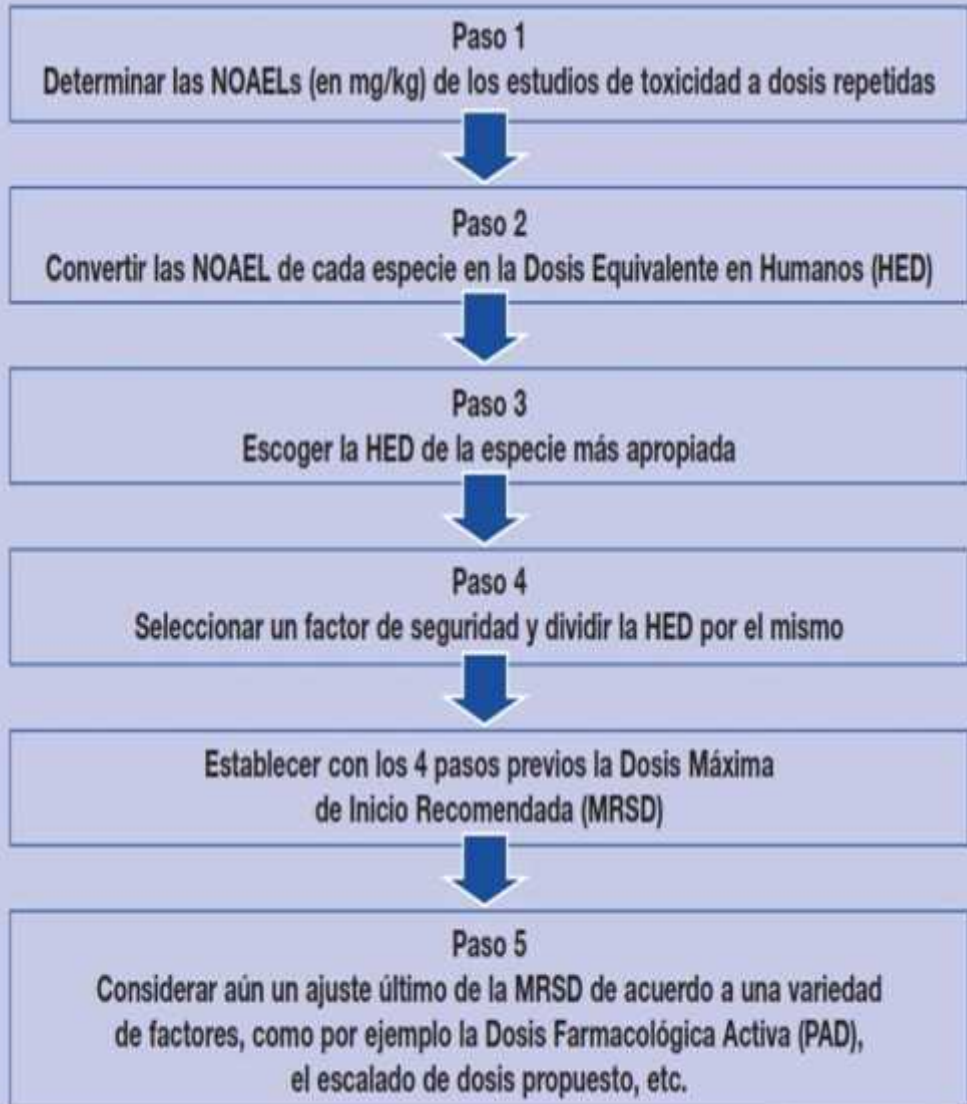 Paso 1
Determinar las NOAELs (en mg/kg) de los estudios de toxicidad a dosis repetidas
Paso 2
Convertir las NOAEL de cada especie en la Dosis Equivalente en Humanos (HED)
Paso 3
Escoger la HED de la especie más apropiada
Paso 4
Seleccionar un factor de seguridad y dividir la HED por el mismo
Establecer con los 4 pasos previos la Dosis Máxima
de Inicio Recomendada (MRSD)
Paso 5
Considerar aún un ajuste último de la MRSD de acuerdo a una variedad
de factores, como por ejemplo la Dosis Farmacológica Activa (PAD),
el escalado de dosis propuesto, etc.